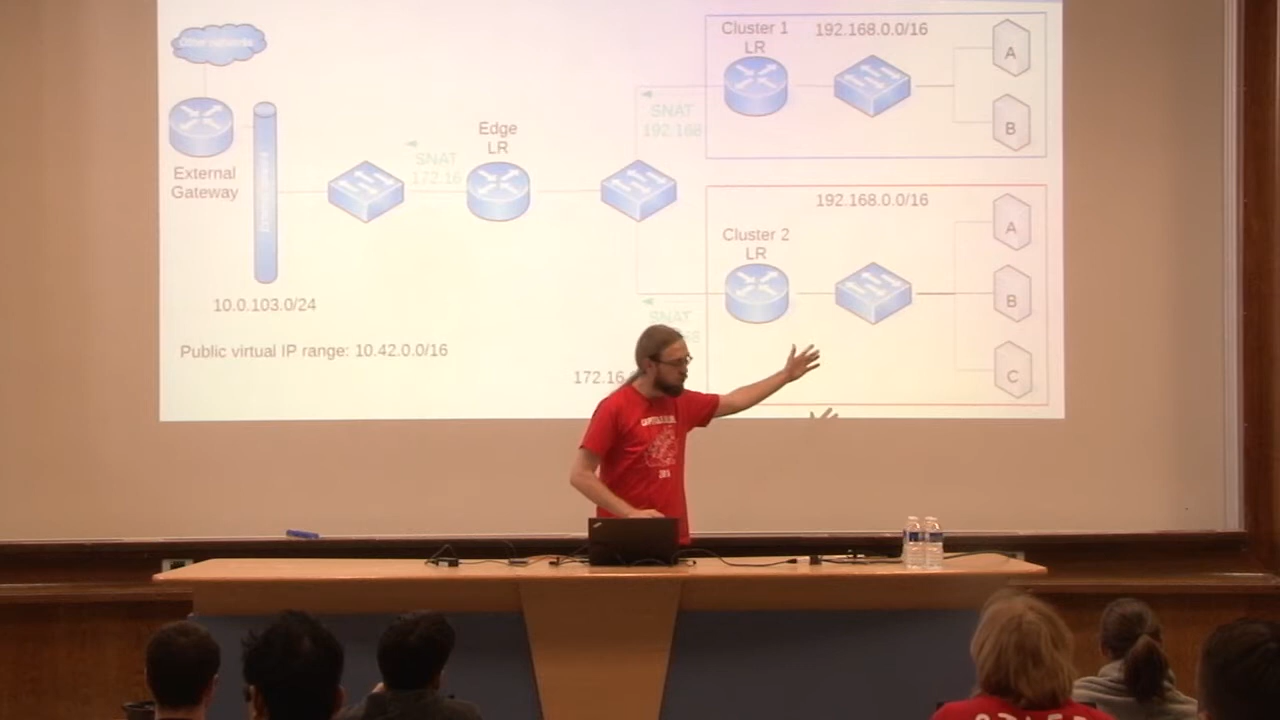 Other networks
External
Gateway
10.0.103.0/24
Public virtual IP range: 10.42.0.0/16
SNAT
172.16
Edge
LR
SNAT
192.168
Cluster 1
LR
192.168.0.0/16
A
B
192.168.0.0/16
Cluster 2
LR
A
B
C
SNAT
172.16